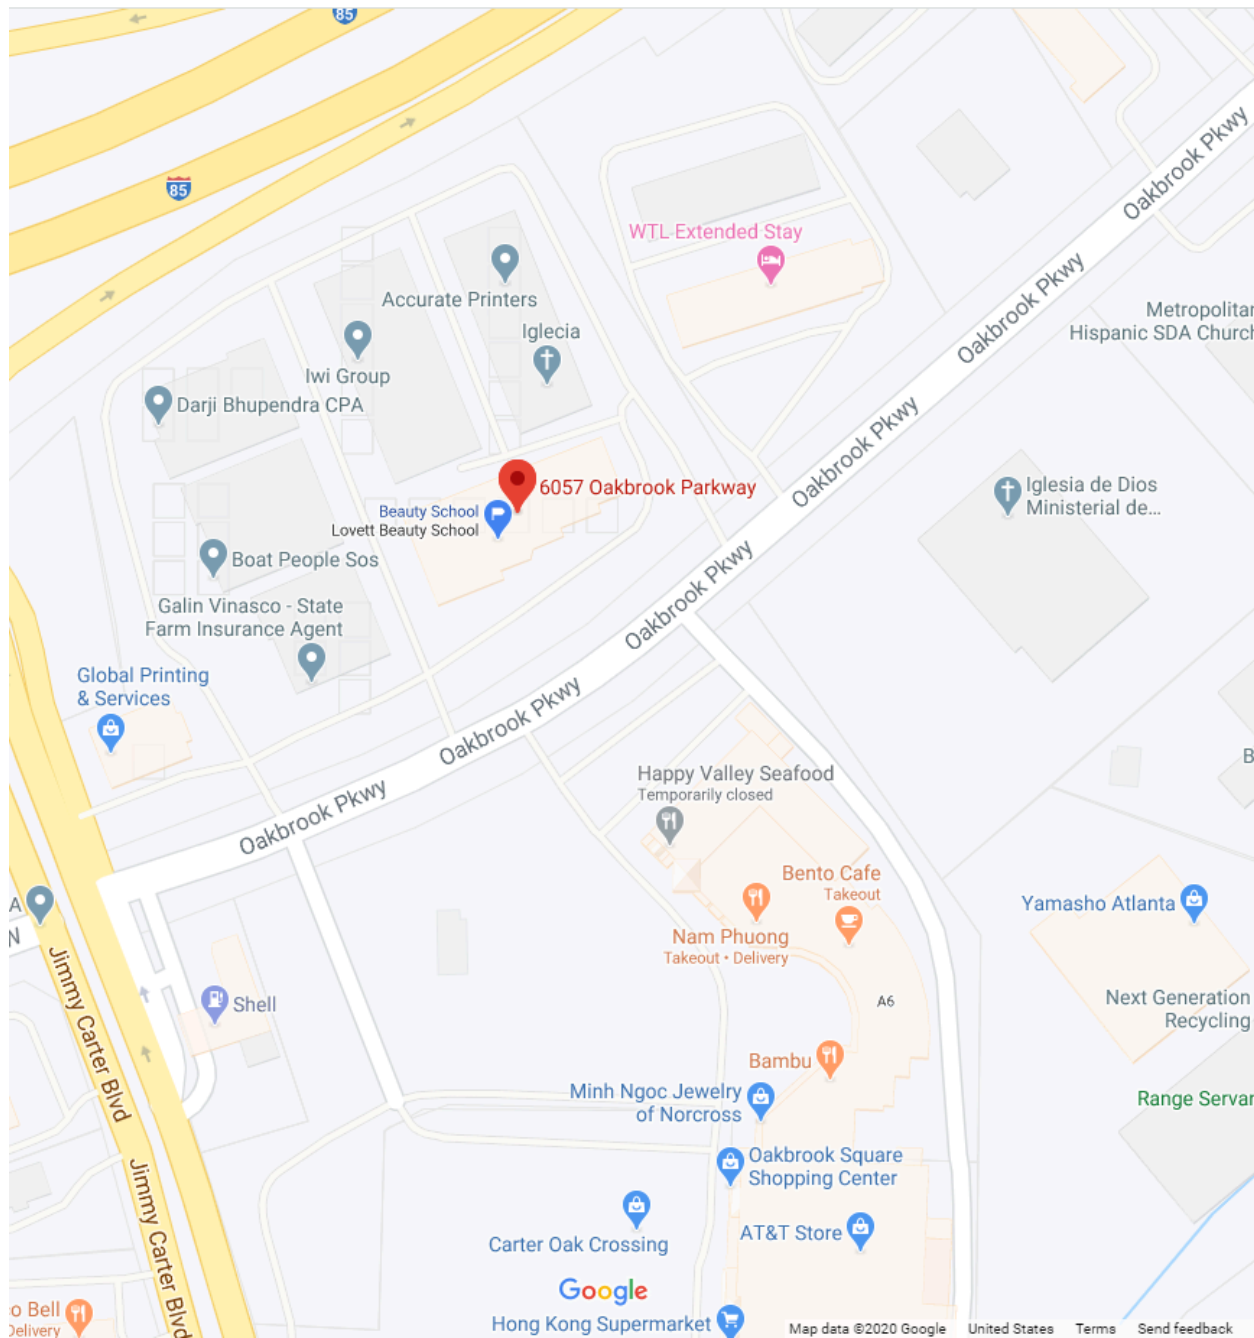 85
85
Oakbrook Pkwy
WTL Extended Stay
Oakbrook Pkwy
Accurate Printers
Metropolitan
Hispanic SDA Church
Oakbrook Pkwy
Iglecia
Iwi Group
Darji Bhupendra CPA
Oakbrook Pkwy
6057 Oakbrook Parkway
Iglesia de Dios
Ministerial de...
Beauty School
Lovett Beauty School
Boat People Sos
Oakbrook Pkwy
Galin Vinasco - State
Farm Insurance Agent
Global Printing
& Services
Oakbrook Pkwy
B
Happy Valley Seafood
Temporarily closed
Oakbrook Pkwy
Bento Cafe
Takeout
A
N
Yamasho Atlanta
Nam Phuong
Takeout • Delivery
Jimmy Carter Blvd
Shell
A6
Next Generation
Recycling
Bambu
Minh Ngoc Jewelry
of Norcross
Range Servar
Oakbrook Square
Shopping Center
Jimmy Carter Blvd
AT&T Store
Carter Oak Crossing
Google
co Bell
Delivery
Hong Kong Supermarket
Map data ©2020 Google United States Terms Send feedback